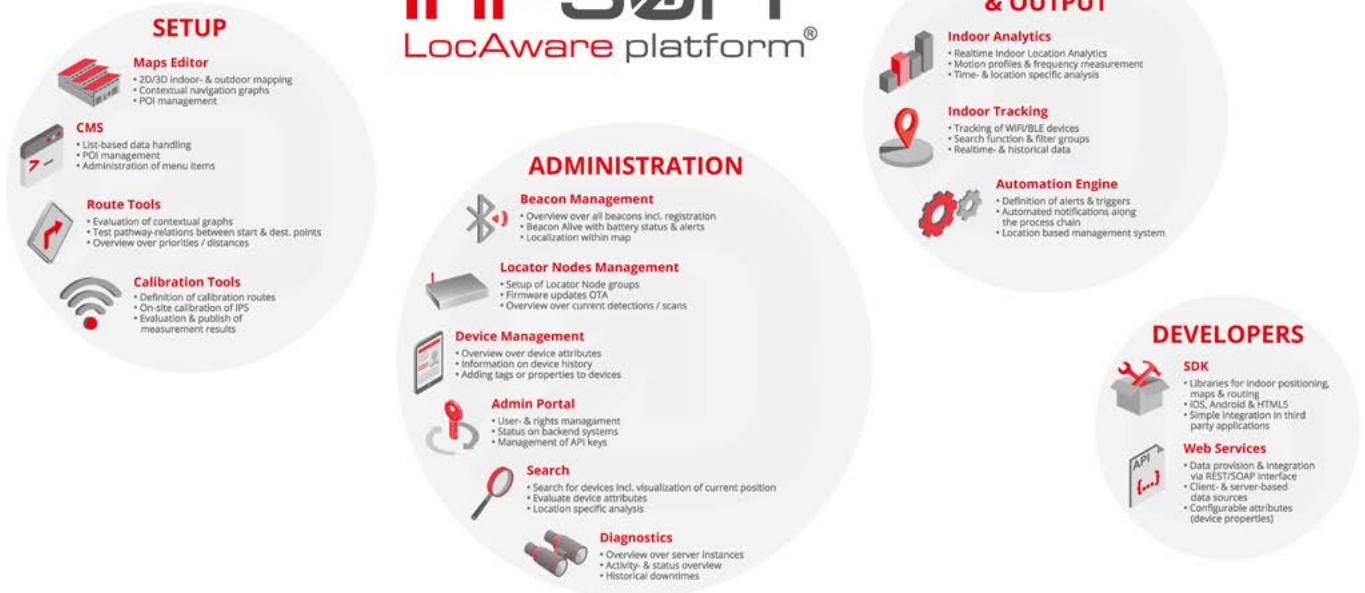 SETUP
Maps Editor
• 2D/3D indoor- & outdoor mapping
• Contextual navigation graphs
• POI management
CMS
• List-based data handling
• POI management
• Administration of menu items
Route Tools
• Evaluation of contextual graphs
• Test pathway-relations between start & dest. points
• Overview over priorities / distances
Calibration Tools
• Definition of calibration routes
• On-site calibration of IPS
• Evaluation & publish of
measurement results
LocAware platform®
ADMINISTRATION
Beacon Management
• Overview over all beacons incl. registration
• Beacon Alive with battery status & alerts
• Localization within map
Locator Nodes Management
• Setup of Locator Node groups
• Firmware updates OTA
• Overview over current detections / scans
Device Management
• Overview over device attributes
• Information on device history
• Adding tags or properties to devices
Admin Portal
• User- & rights managament
• Status on backend systems
• Management of API keys
Search
• Search for devices incl. visualization of current position
• Evaluate device attributes
• Location specific analysis
Diagnostics
• Overview over server instances
• Activity- & status overview
• Historical downtimes
& OUTPUT
Indoor Analytics
• Realtime Indoor Location Analytics
• Motion profiles & frequency measurement
• Time- & location specific analysis
Indoor Tracking
• Tracking of WIFI/BLE devices
• Search function & filter groups
• Realtime- & historical data
Automation Engine
• Definition of alerts & triggers
• Automated notifications along
the process chain
• Location based management system
DEVELOPERS
SDK
• Libraries for indoor positioning,
maps & routing
• iOS, Android & HTML5
• Simple integration in third
party applications
API
{...}
Web Services
• Data provision & integration
via REST/SOAP interface
• Client- & server-based
data sources
• Configurable attributes
(device properties)